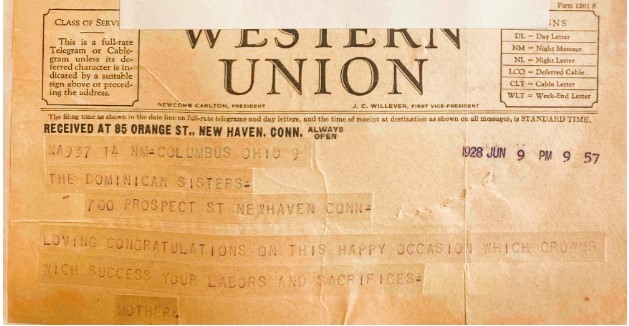 Form 1261 B
CLASS OF SERV
This is a full-rate
Telegram or Cable-
gram unless its de-
ferred character is in-
dicated by a suitable
sign above or preced-
ing the address.
WESTERN
UNION
NEWCOMB CARLTON, PRESIDENT
J. C. WILLEVER, FIRST VICE-PRESIDENT
NS
DL = Day Letter
NM = Night Message
NL = Night Letter
LCO = Deferred Cable
CLT = Cable Letter
WLT = Week-End Letter
The filing time as shown in the date line on full-rate telegrams and day letters, and the time of receipt at destination as shown on all messages, is STANDARD TIME.
RECEIVED AT 85 ORANGE ST., NEW HAVEN, CONN. ALWAYS OPEN
NA937 14 NM=COLUMBUS OHIO 9
1928 JUN 9 PM 9 57
THE DOMINICAN SISTERS=
700 PROSPECT ST NEWHAVEN CONN=
LOVING CONGRATULATIONS ON THIS HAPPY OCCASION WHICH CROWNS
WICH SUCCESS YOUR LABORS AND SACRIFICES=
MOTHER=